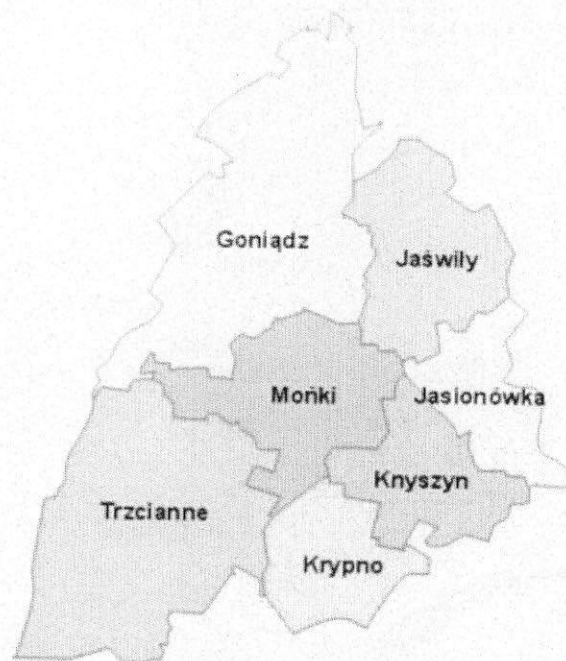 Goniądz
Jaświły
Mońki
Jasionówka
Knyszyn
Trzcianne
Krypno